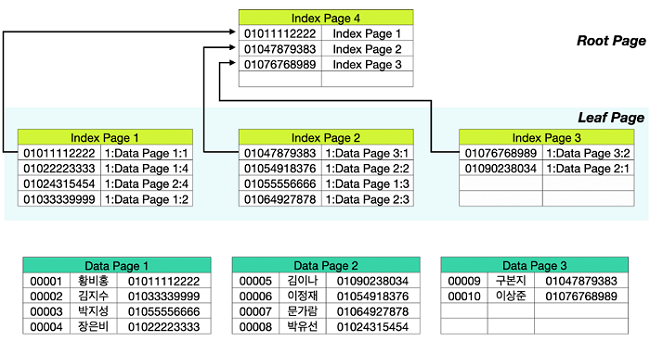 Index Page 4
01011112222 Index Page 1
01047879383 Index Page 2
01076768989 Index Page 3
Root Page
Leaf Page
Index Page 1
01011112222 1:Data Page 1:1
01022223333 1:Data Page 1:4
01024315454 1:Data Page 2:4
01033339999 1:Data Page 1:2
Index Page 2
01047879383 1:Data Page 3:1
01054918376 1:Data Page 2:2
01055556666 1:Data Page 1:3
01064927878 1:Data Page 2:3
Index Page 3
01076768989 1:Data Page 3:2
01090238034 1:Data Page 2:1
Data Page 1
00001 황비홍 01011112222
00002 김지수 01033339999
00003 박지성 01055556666
00004 장은비 01022223333
Data Page 2
00005 김이나 01090238034
00006 이정재 01054918376
00007 문가람 01064927878
00008 박유선 01024315454
Data Page 3
00009 구본지 01047879383
00010 이상준 01076768989